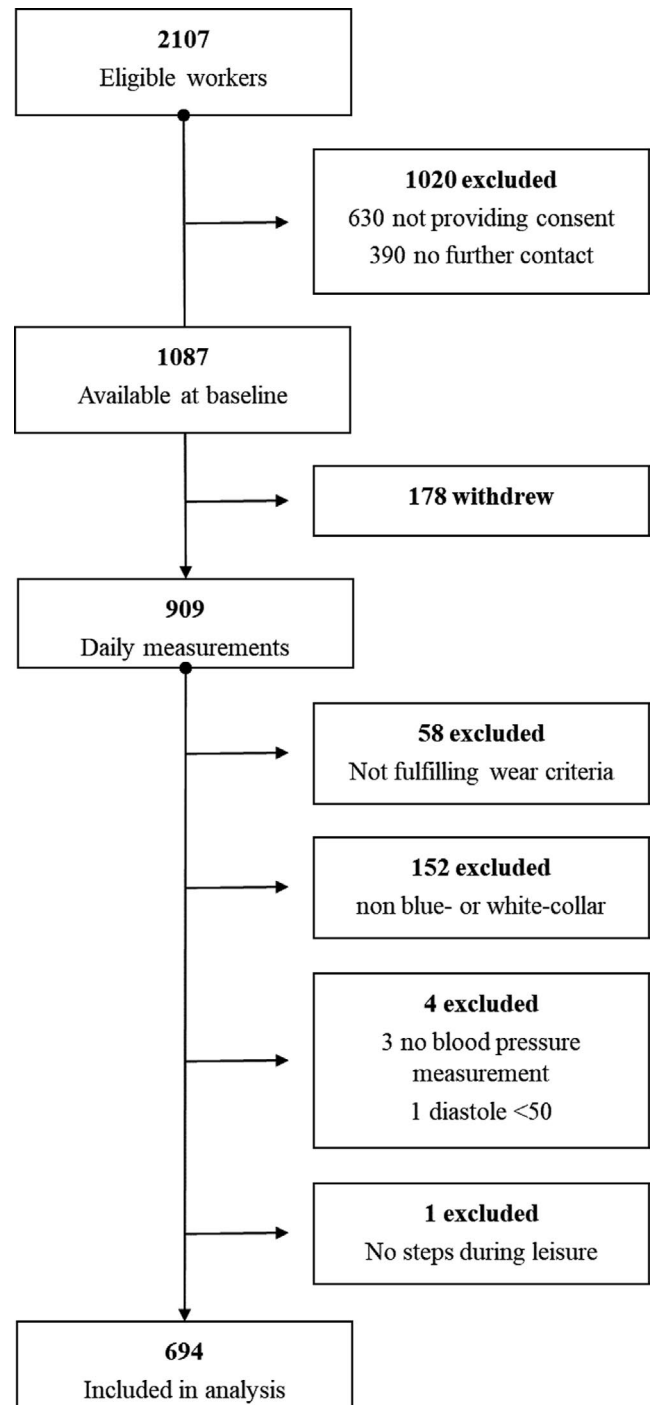 2107
Eligible workers
1020 excluded
630 not providing consent
390 no further contact
1087
Available at baseline
178 withdrew
909
Daily measurements
58 excluded
Not fulfilling wear criteria
152 excluded
non blue- or white-collar
4 excluded
3 no blood pressure
measurement
1 diastole <50
1 excluded
No steps during leisure
694
Included in analysis